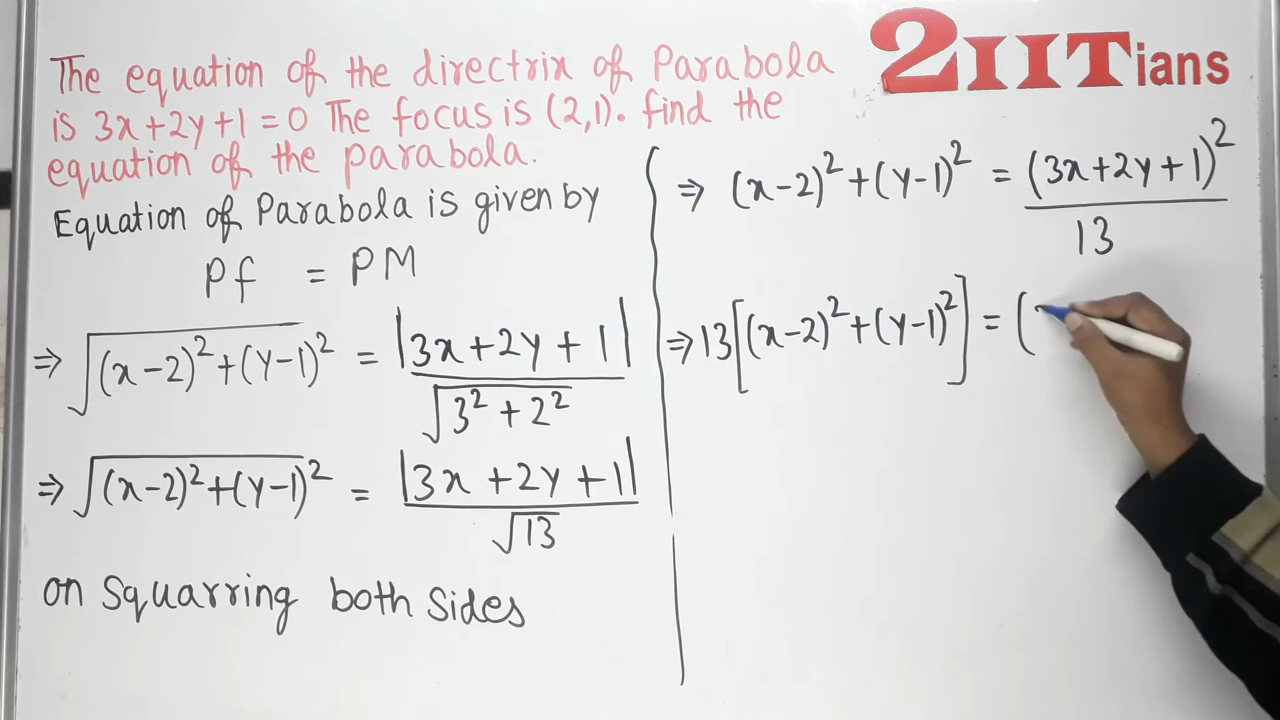 The equation of the directrix of Parabola
is 3x+2y+1=0 The focus is (2,1). find the
equation of the parabola.
2IITians
Equation of Parabola is given by
Pf = PM
⇒ √(x-2)²+(y-1)² = |3x+2y+1| / √3²+2²
⇒ √(x-2)²+(y-1)² = |3x+2y+1| / √13
on Squarring both Sides
⇒ (x-2)²+(y-1)² = (3x+2y+1)² / 13
⇒ 13[(x-2)²+(y-1)²] = (